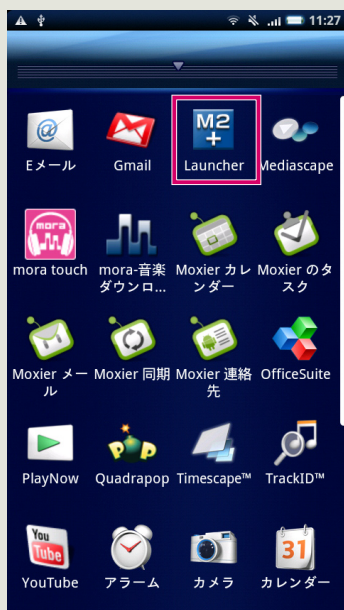 11:27
@
M2
+
Eメール Gmail Launcher Mediascape
mora
mora touch mora-音楽 Moxier カレ Moxier のタ
ダウンロ... ンダー スク
Moxier メー Moxier 同期 Moxier 連絡 OfficeSuite
ル 先
POP
PlayNow Quadrapop Timescape™ TrackID™
You
Tube
31
YouTube アラーム カメラ カレンダー